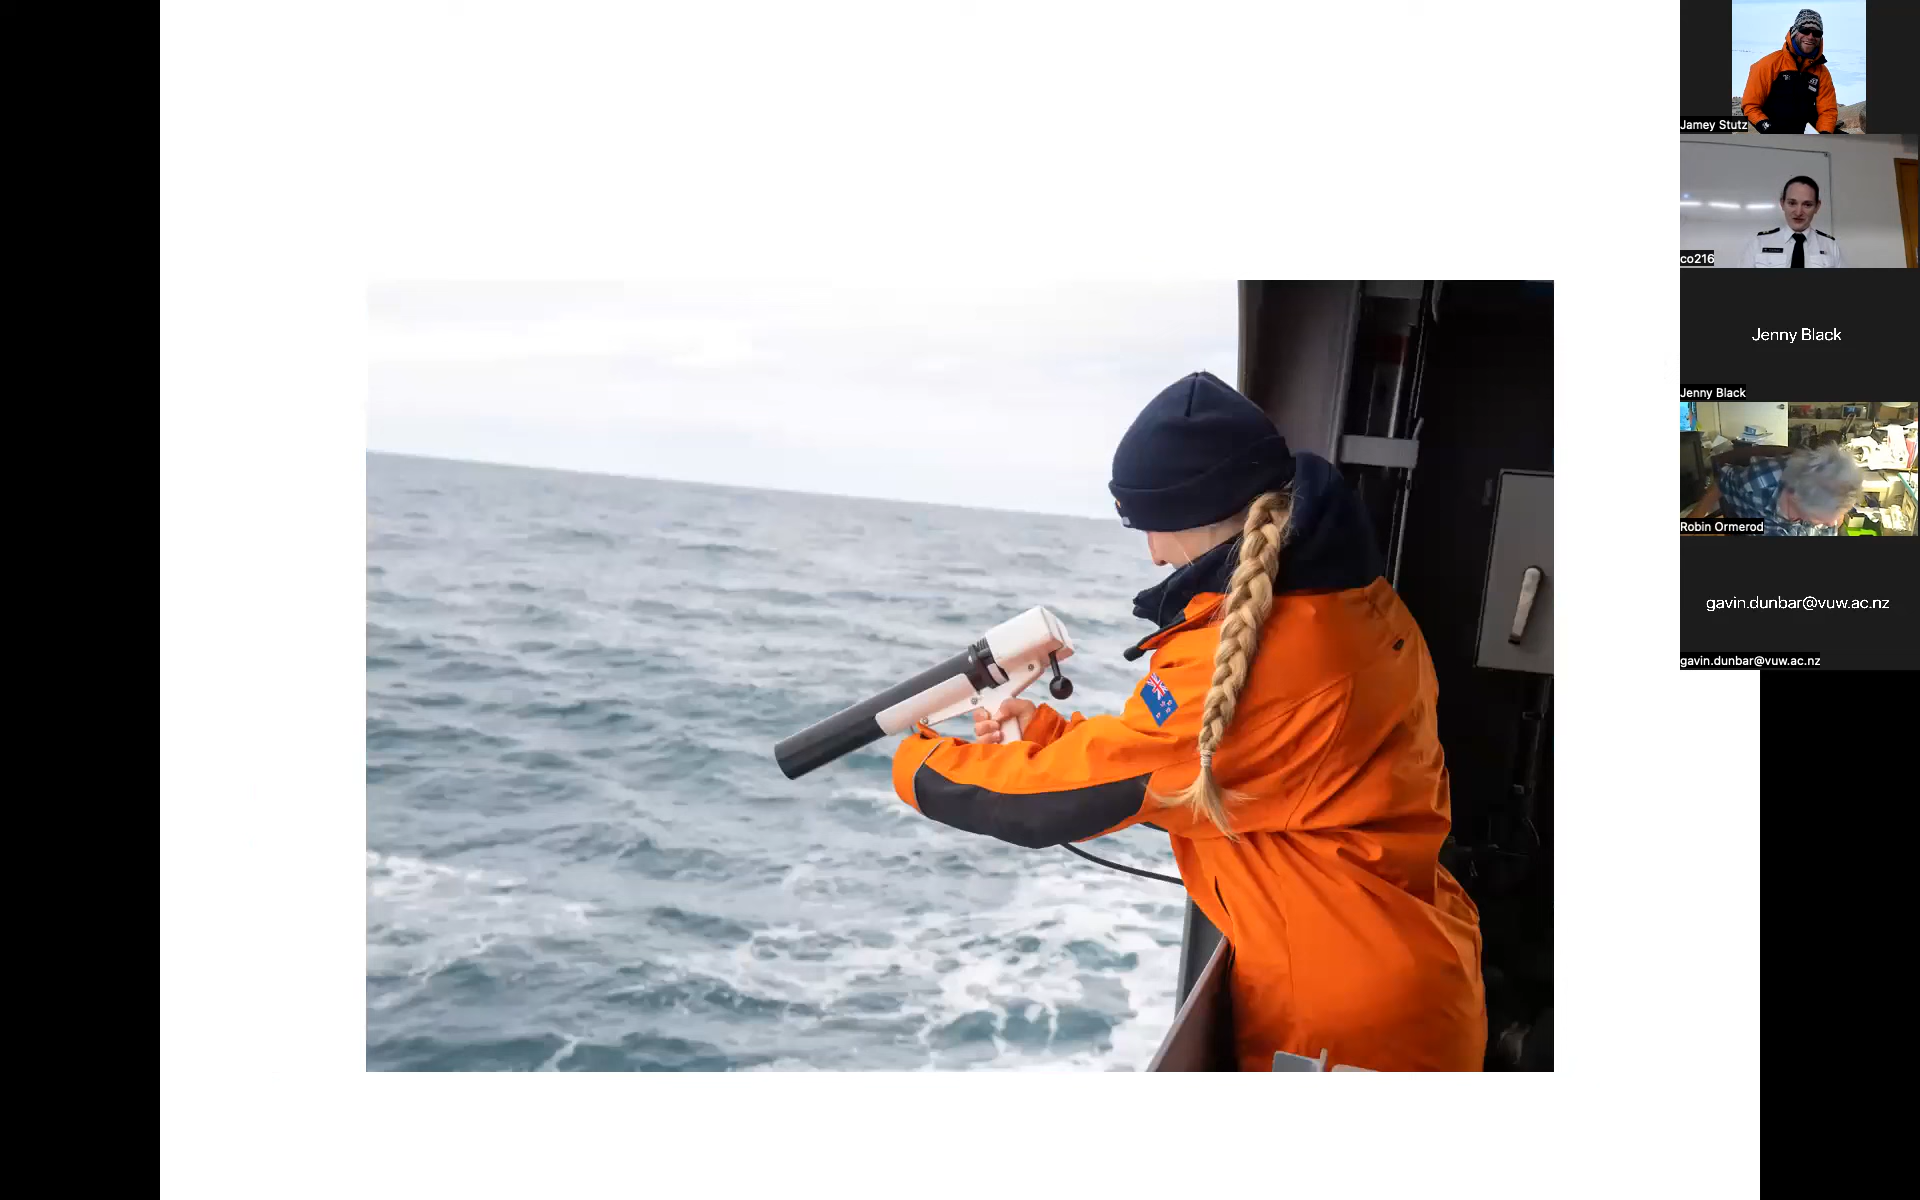 Jamey Stutz
co216
Jenny Black
Jenny Black
Robin Ormerod
gavin.dunbar@vuw.ac.nz
gavin.dunbar@vuw.ac.nz